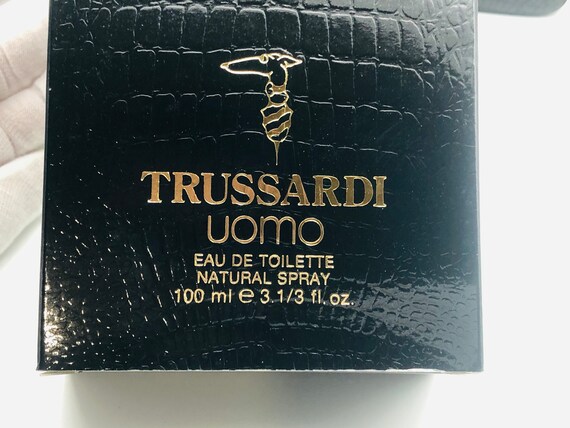 TRUSSARDI
uomo
EAU DE TOILETTE
NATURAL SPRAY
100 ml e 3.1/3 fl.oz.